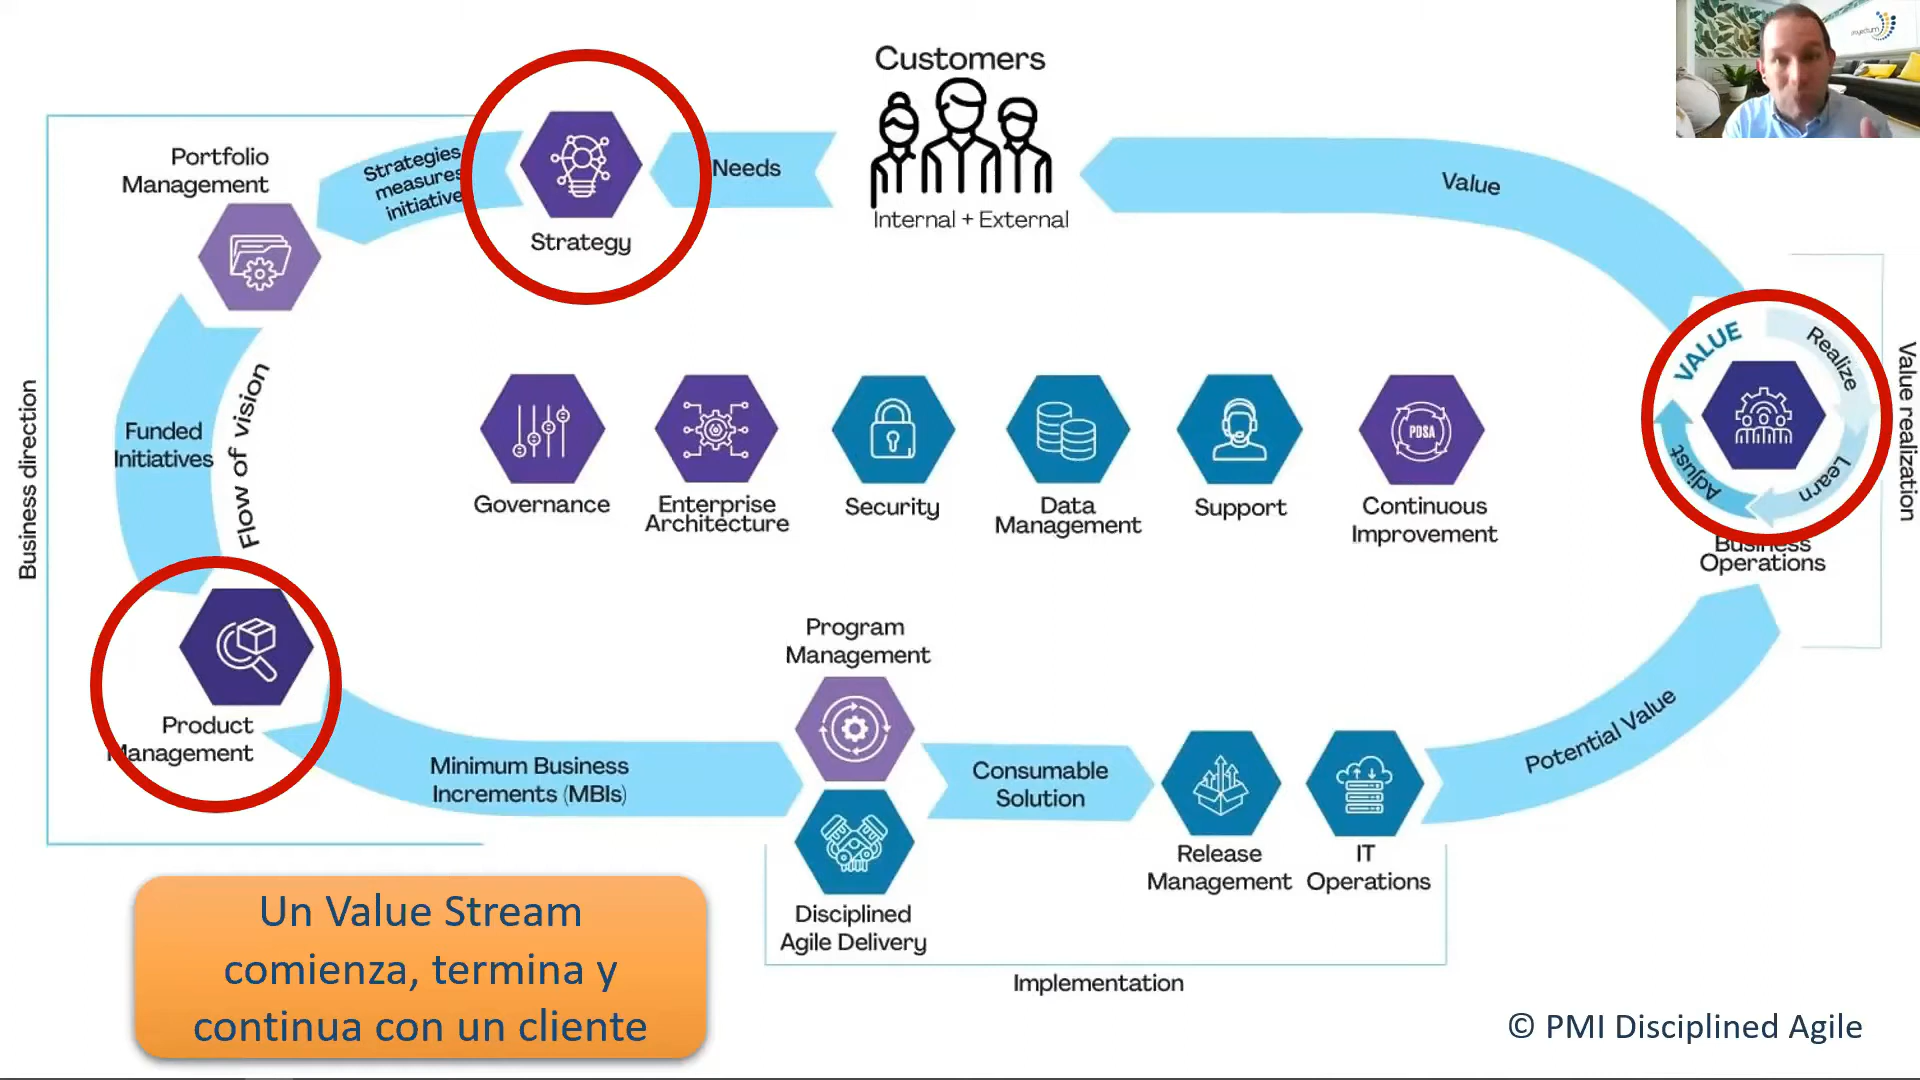 Customers
Internal + External
Needs
Strategy
Strategies
measures
initiative
Portfolio
Management
Business direction
Funded
Initiatives
Flow of vision
Product
Management
Minimum Business
Increments (MBIs)
Program
Management
Disciplined
Agile Delivery
Consumable
Solution
Release
Management
IT
Operations
Implementation
Potential Value
Business
Operations
VALUE
Realize
Learn
Adjust
Value realization
Value
Governance
Enterprise
Architecture
Security
Data
Management
Support
PDSA
Continuous
Improvement
Un Value Stream
comienza, termina y
continua con un cliente
© PMI Disciplined Agile